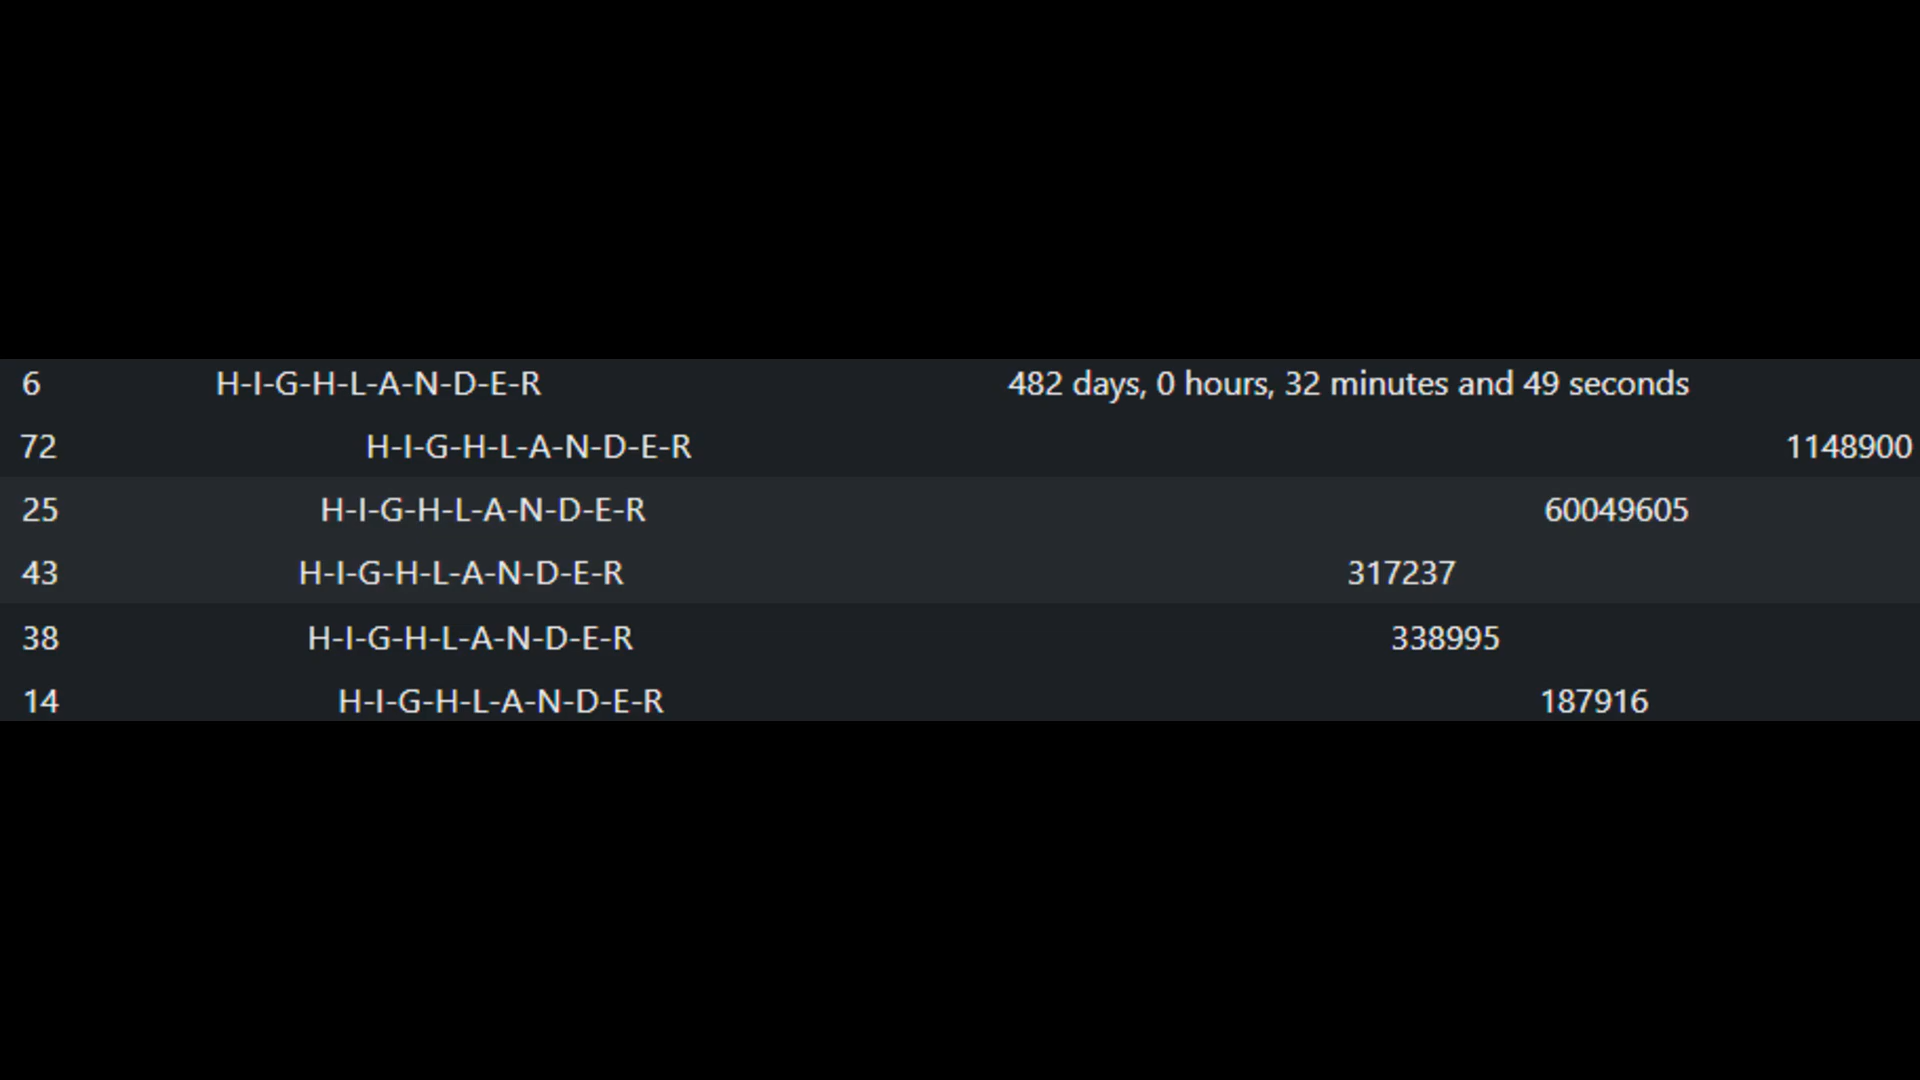 6 H-I-G-H-L-A-N-D-E-R 482 days, 0 hours, 32 minutes and 49 seconds
72 H-I-G-H-L-A-N-D-E-R 1148900
25 H-I-G-H-L-A-N-D-E-R 60049605
43 H-I-G-H-L-A-N-D-E-R 317237
38 H-I-G-H-L-A-N-D-E-R 338995
14 H-I-G-H-L-A-N-D-E-R 187916